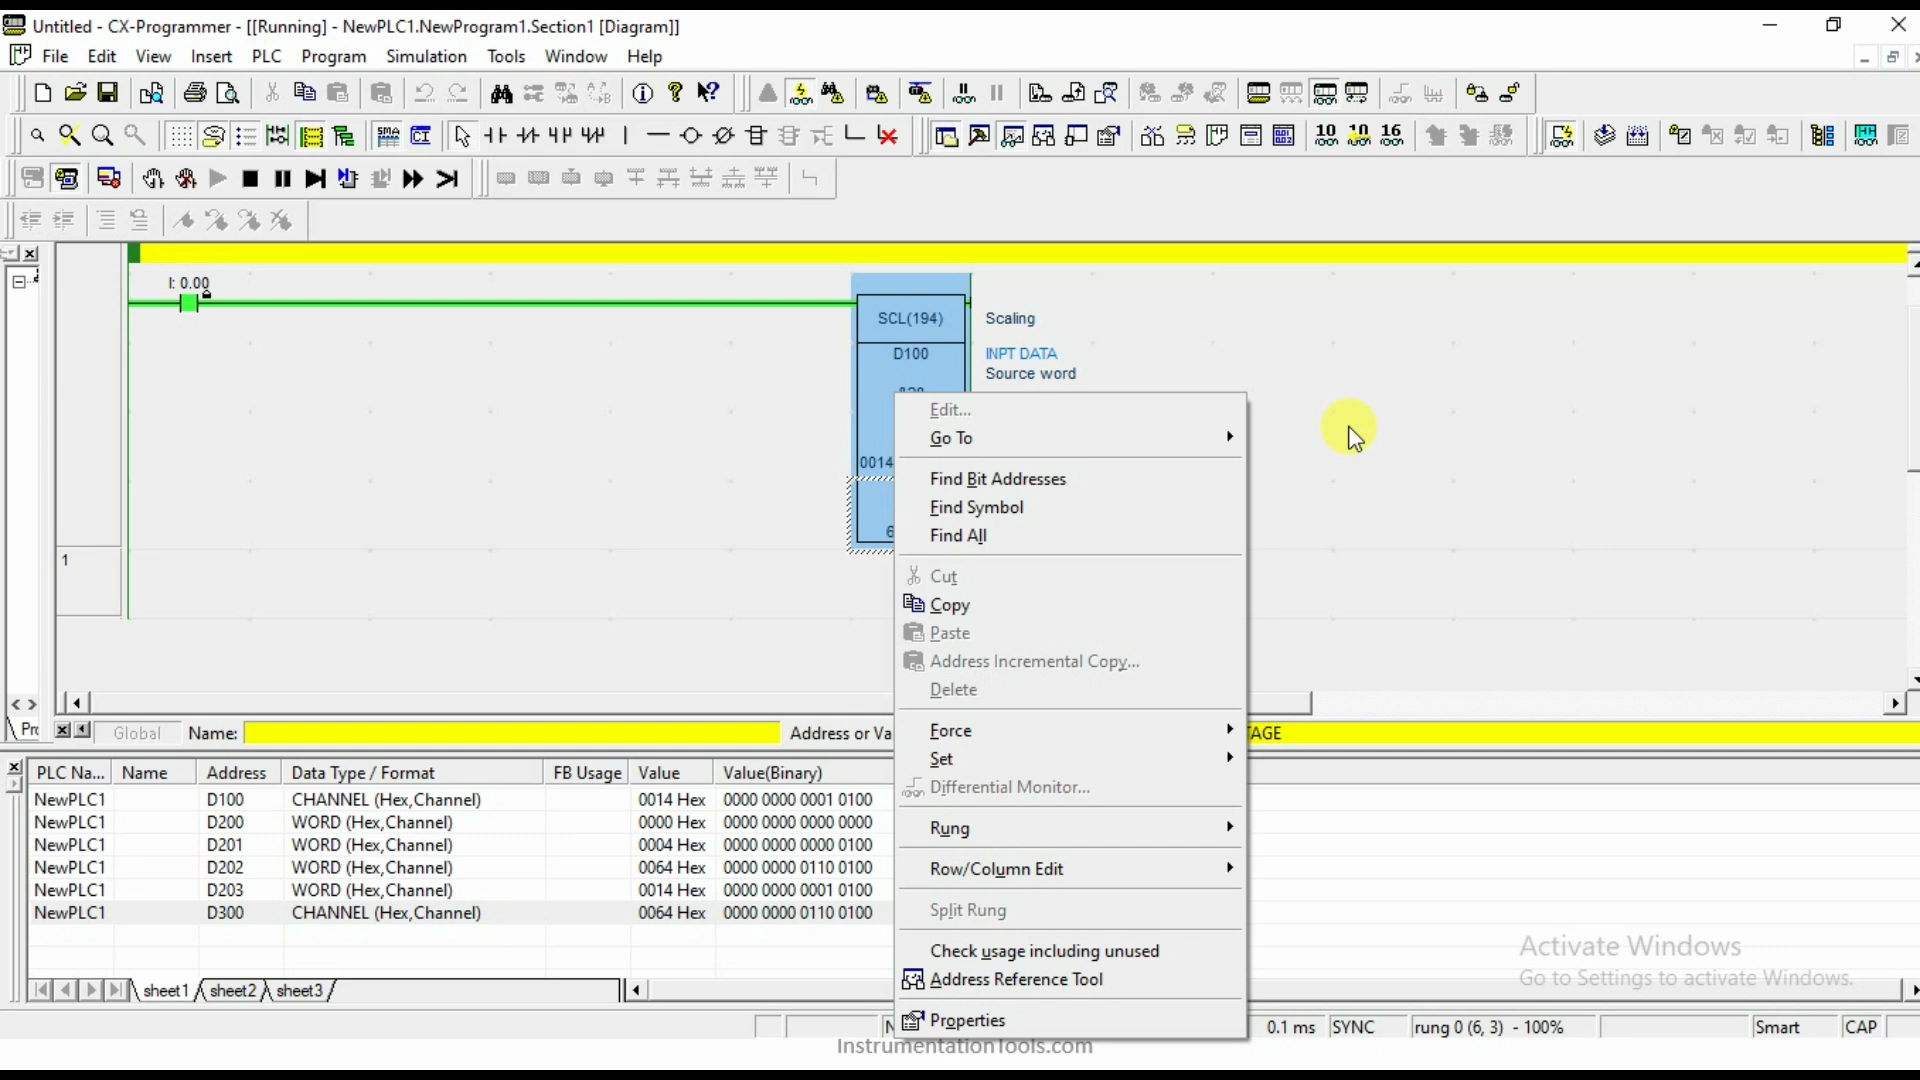 Untitled - CX-Programmer - [[Running] - NewPLC1.NewProgram1.Section1 [Diagram]]
File Edit View Insert PLC Program Simulation Tools Window Help
SMA CI 10 10 16
I: 0.00
SCL(194) Scaling
D100 INPT DATA
Source word
Edit...
Go To
0014
Find Bit Addresses
Find Symbol
Find All
1
Cut
Copy
Paste
Address Incremental Copy...
Delete
Global Name: Address or Va TAGE
Force
Set
Differential Monitor...
Rung
Row/Column Edit
Split Rung
Check usage including unused
Address Reference Tool
Properties
PLC Na... Name Address Data Type / Format FB Usage Value Value(Binary)
NewPLC1 D100 CHANNEL (Hex,Channel) 0014 Hex 0000 0000 0001 0100
NewPLC1 D200 WORD (Hex,Channel) 0000 Hex 0000 0000 0000 0000
NewPLC1 D201 WORD (Hex,Channel) 0004 Hex 0000 0000 0000 0100
NewPLC1 D202 WORD (Hex,Channel) 0064 Hex 0000 0000 0110 0100
NewPLC1 D203 WORD (Hex,Channel) 0014 Hex 0000 0000 0001 0100
NewPLC1 D300 CHANNEL (Hex,Channel) 0064 Hex 0000 0000 0110 0100
Activate Windows
Go to Settings to activate Windows.
sheet1 sheet2 sheet3
0.1 ms SYNC rung 0 (6, 3) - 100% Smart CAP
InstrumentationTools.com